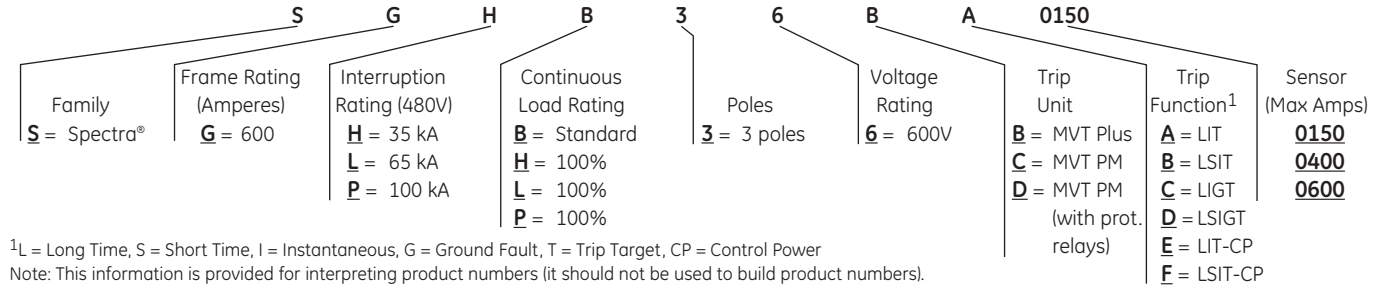 S G H B 3 6 B A 0150
Family
S = Spectra®
Frame Rating
(Amperes)
G = 600
Interruption
Rating (480V)
H = 35 kA
L = 65 kA
P = 100 kA
Continuous
Load Rating
B = Standard
H = 100%
L = 100%
P = 100%
Poles
3 = 3 poles
Voltage
Rating
6 = 600V
Trip
Unit
B = MVT Plus
C = MVT PM
D = MVT PM
(with prot.
relays)
Trip
Function1
A = LIT
B = LSIT
C = LIGT
D = LSIGT
E = LIT-CP
F = LSIT-CP
Sensor
(Max Amps)
0150
0400
0600
1L = Long Time, S = Short Time, I = Instantaneous, G = Ground Fault, T = Trip Target, CP = Control Power
Note: This information is provided for interpreting product numbers (it should not be used to build product numbers).